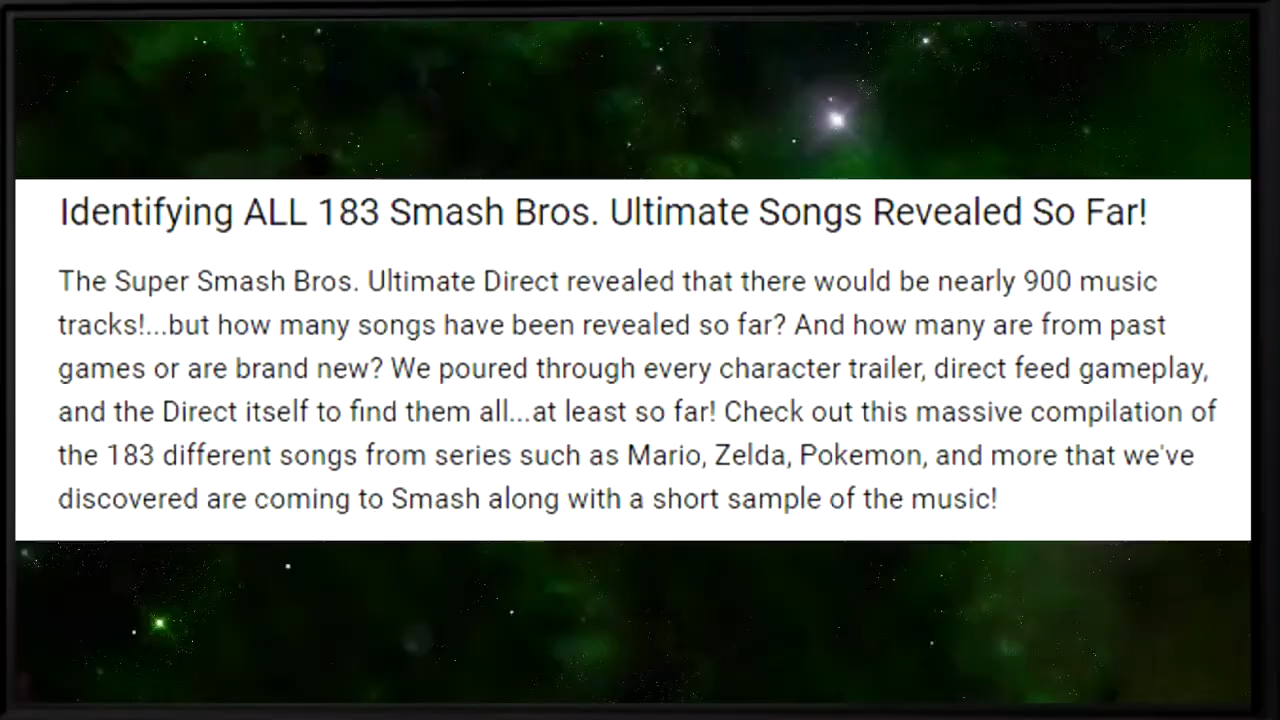 Identifying ALL 183 Smash Bros. Ultimate Songs Revealed So Far!
The Super Smash Bros. Ultimate Direct revealed that there would be nearly 900 music
tracks!...but how many songs have been revealed so far? And how many are from past
games or are brand new? We poured through every character trailer, direct feed gameplay,
and the Direct itself to find them all...at least so far! Check out this massive compilation of
the 183 different songs from series such as Mario, Zelda, Pokemon, and more that we've
discovered are coming to Smash along with a short sample of the music!